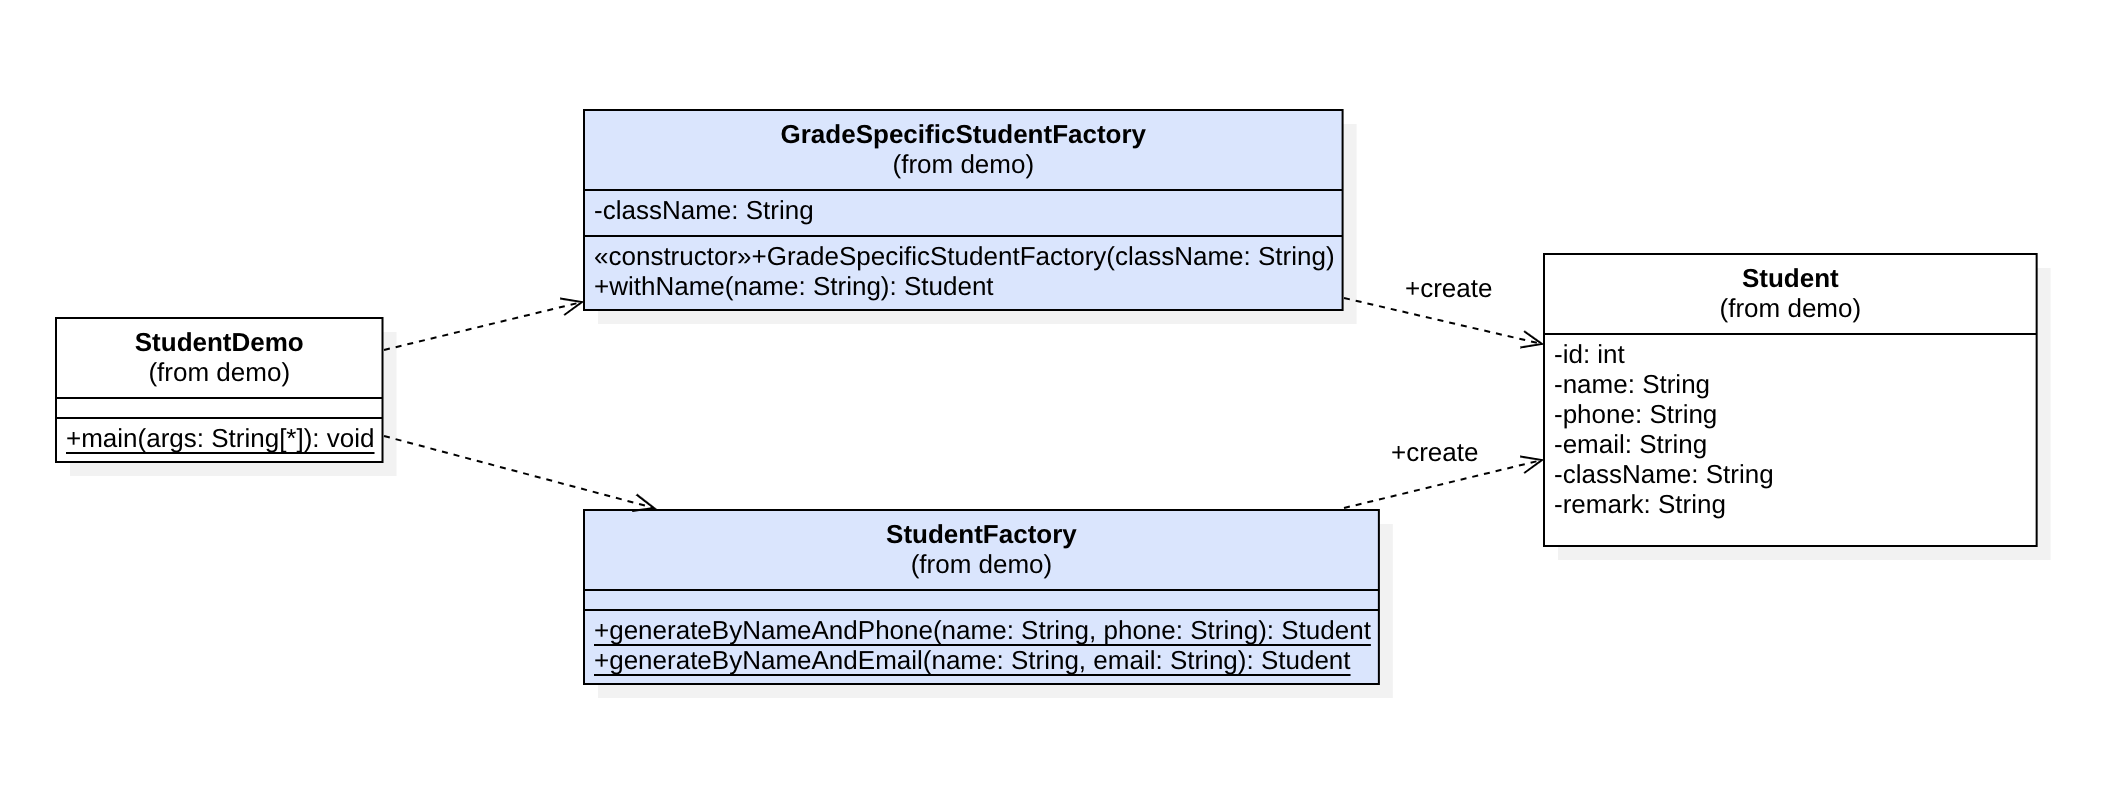 GradeSpecificStudentFactory
(from demo)
-className: String
«constructor»+GradeSpecificStudentFactory(className: String)
+withName(name: String): Student
StudentDemo
(from demo)
+main(args: String[*]): void
+create
+create
Student
(from demo)
-id: int
-name: String
-phone: String
-email: String
-className: String
-remark: String
StudentFactory
(from demo)
+generateByNameAndPhone(name: String, phone: String): Student
+generateByNameAndEmail(name: String, email: String): Student